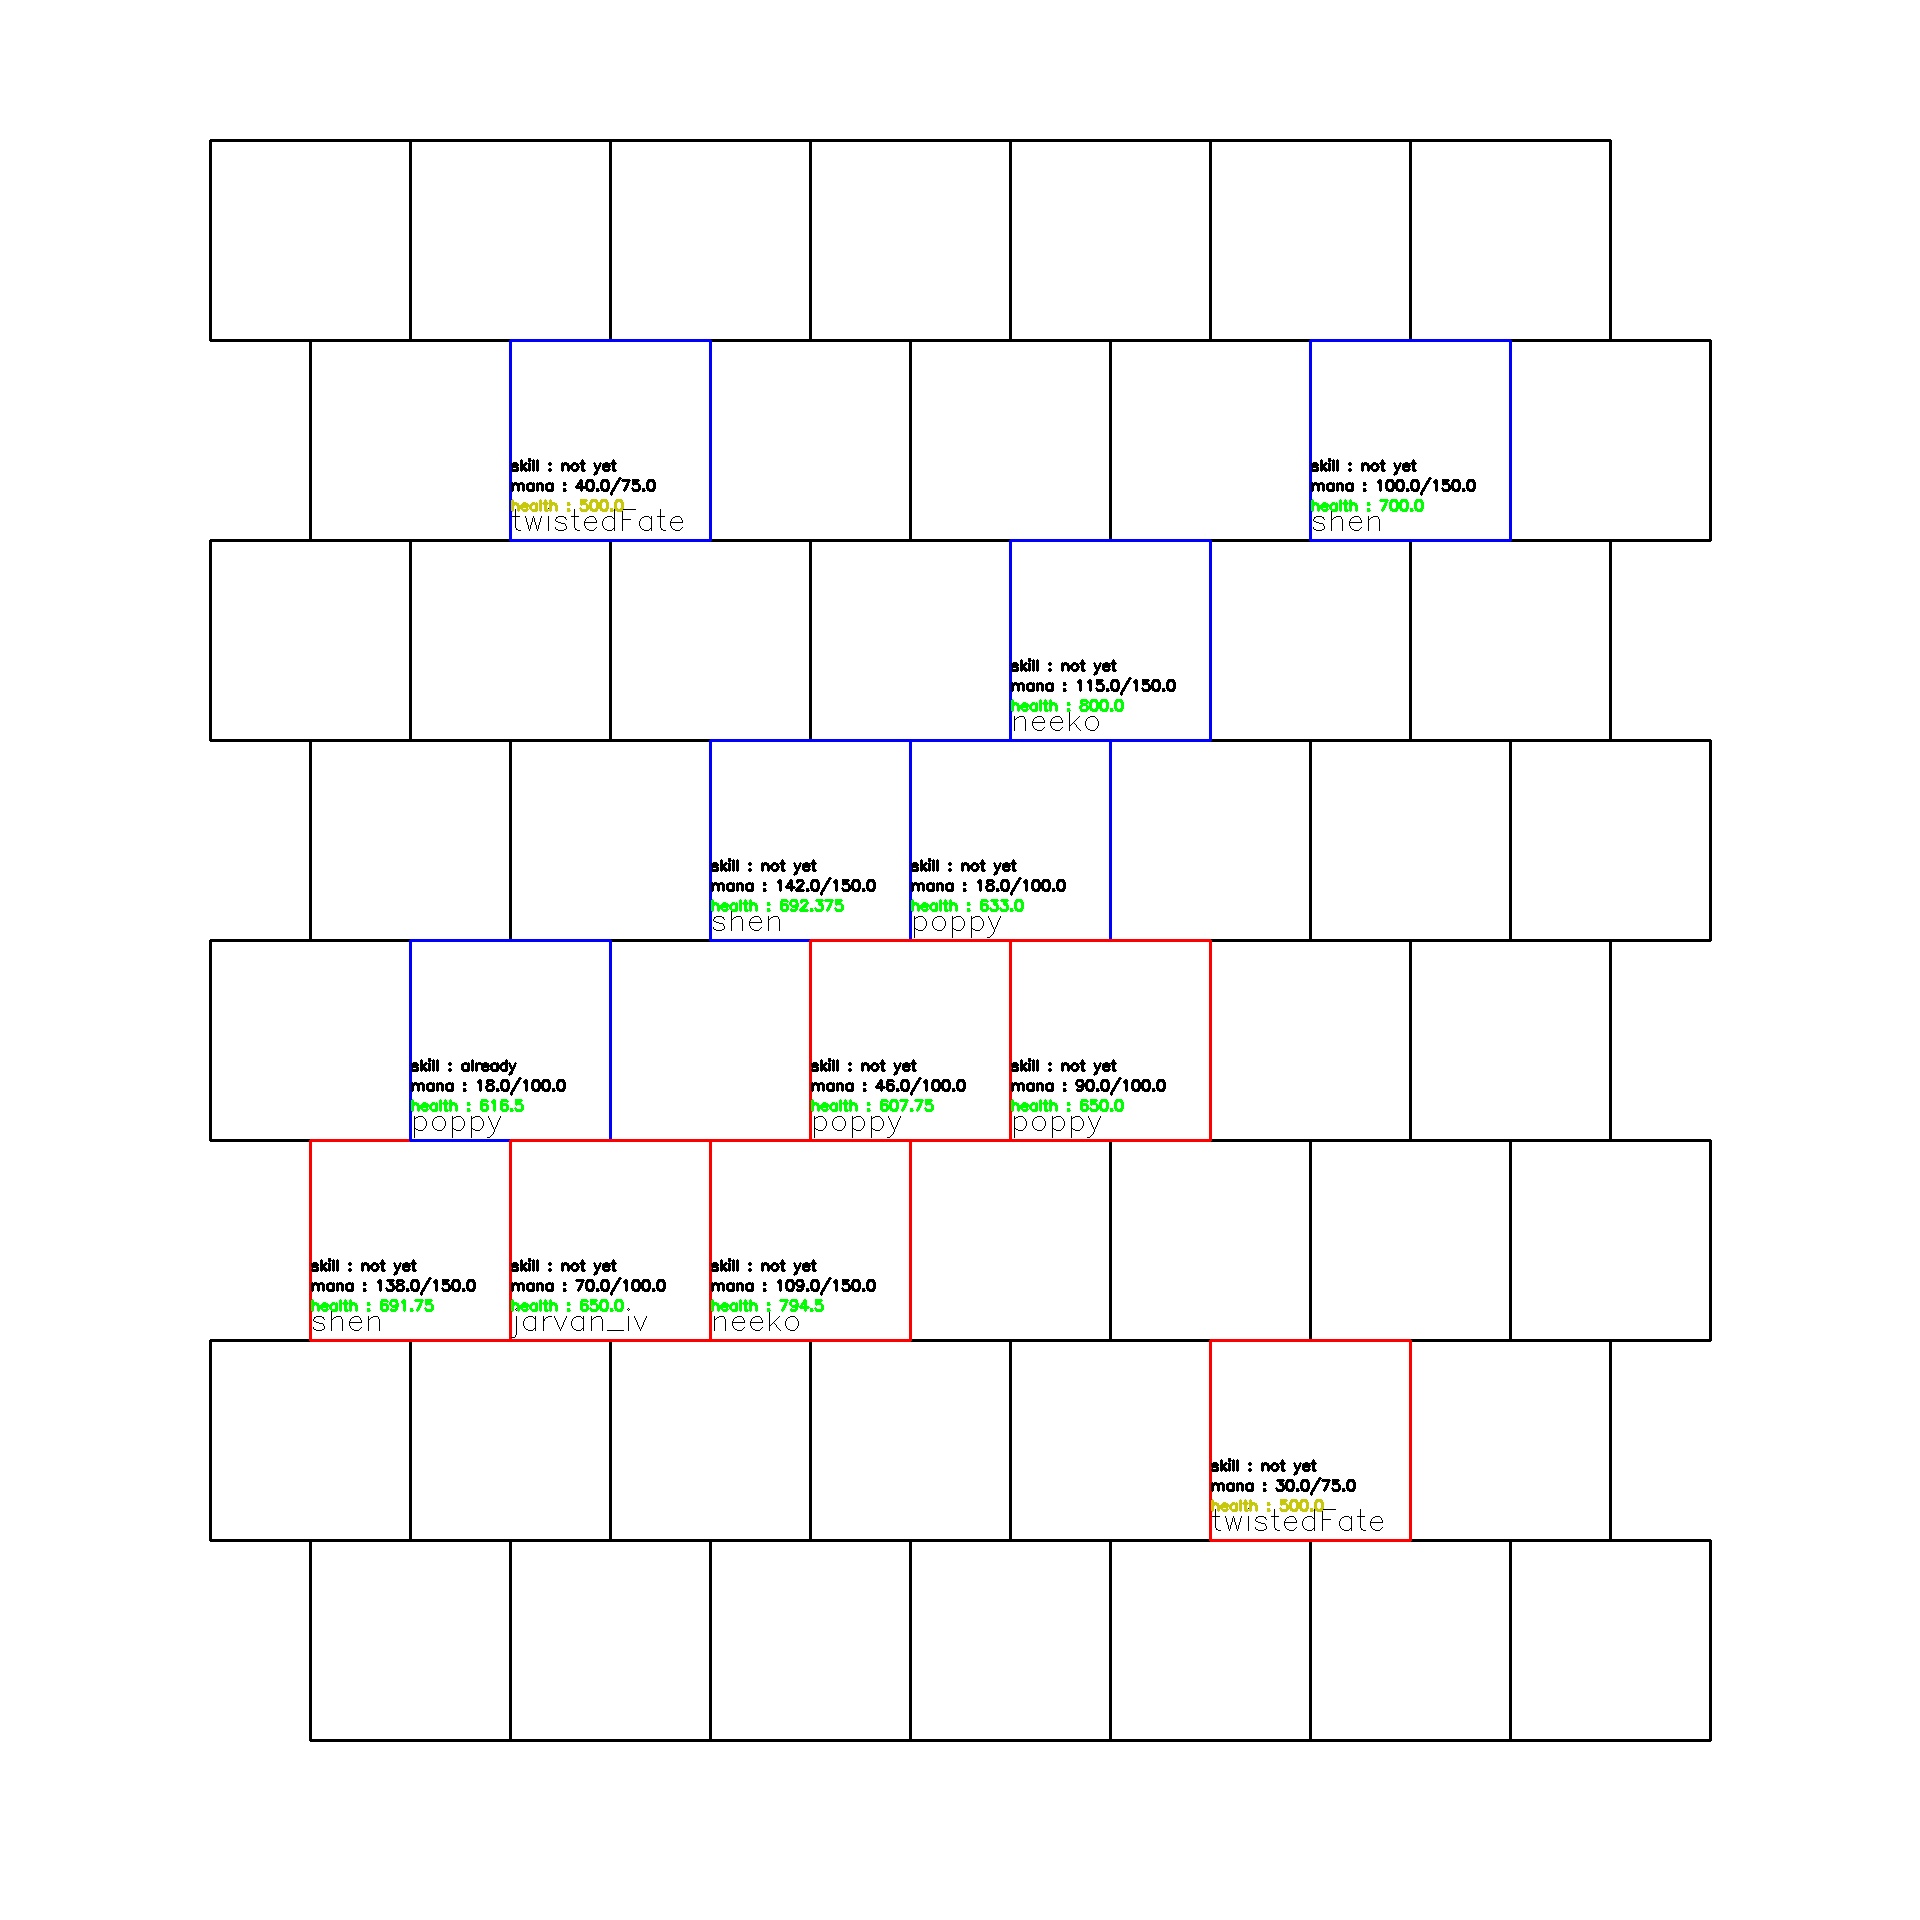 skill : not yet
mana : 40.0/75.0
health : 500.0
twistedFate
skill : not yet
mana : 100.0/150.0
health : 700.0
shen
skill : not yet
mana : 115.0/150.0
health : 800.0
neeko
skill : not yet
mana : 142.0/150.0
health : 692.375
shen
skill : not yet
mana : 18.0/100.0
health : 633.0
poppy
skill : already
mana : 18.0/100.0
health : 616.5
poppy
skill : not yet
mana : 46.0/100.0
health : 607.75
poppy
skill : not yet
mana : 90.0/100.0
health : 650.0
poppy
skill : not yet
mana : 138.0/150.0
health : 691.75
shen
skill : not yet
mana : 70.0/100.0
health : 650.0
jarvan_iv
skill : not yet
mana : 109.0/150.0
health : 794.5
neeko
skill : not yet
mana : 30.0/75.0
health : 500.0
twistedFate